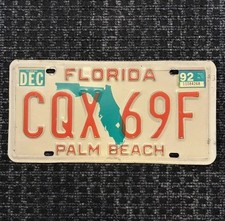 DEC
92
FLORIDA
CQX 69F
PALM BEACH